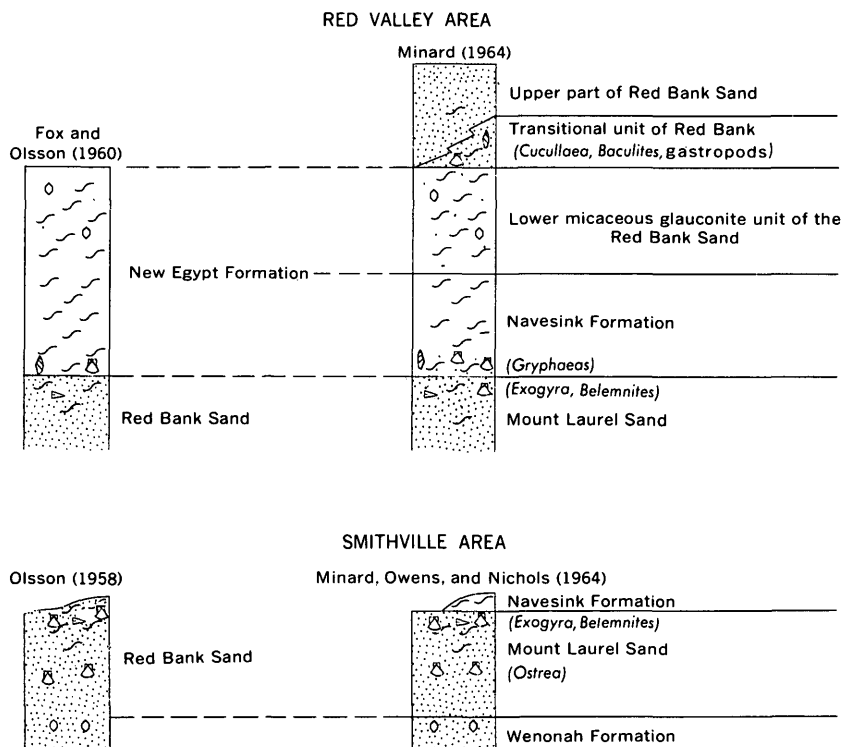 RED VALLEY AREA
Minard (1964)
Upper part of Red Bank Sand
Fox and
Olsson (1960)
Transitional unit of Red Bank
(Cucullaea, Baculites, gastropods)
Lower micaceous glauconite unit of the
Red Bank Sand
New Egypt Formation
Navesink Formation
(Gryphaeas)
(Exogyra, Belemnites)
Red Bank Sand
Mount Laurel Sand
SMITHVILLE AREA
Olsson (1958)
Minard, Owens, and Nichols (1964)
Navesink Formation
(Exogyra, Belemnites)
Red Bank Sand
Mount Laurel Sand
(Ostrea)
Wenonah Formation